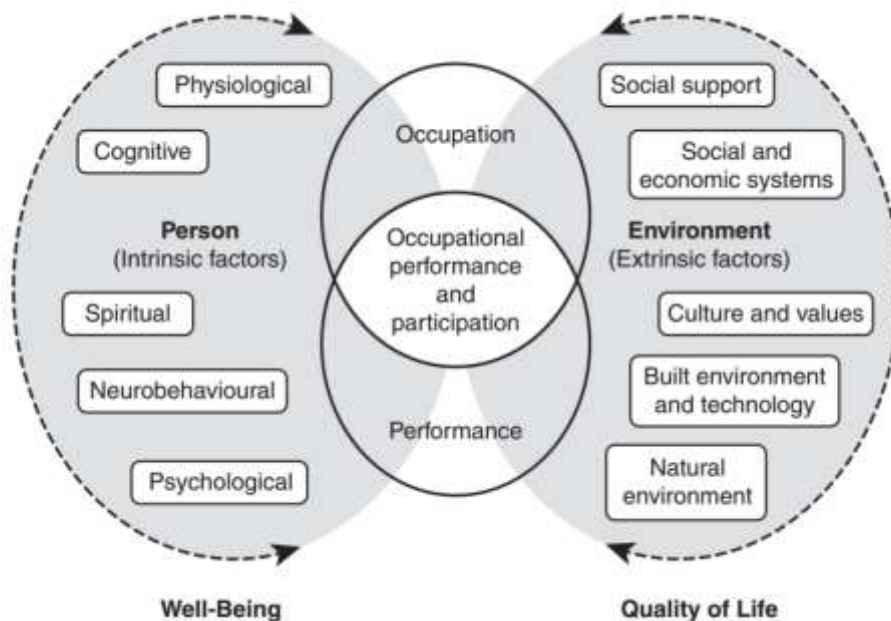 Physiological
Cognitive
Person
(Intrinsic factors)
Spiritual
Neurobehavioural
Psychological
Occupation
Occupational
performance
and
participation
Performance
Social support
Social and
economic systems
Environment
(Extrinsic factors)
Culture and values
Built environment
and technology
Natural
environment
Well-Being
Quality of Life